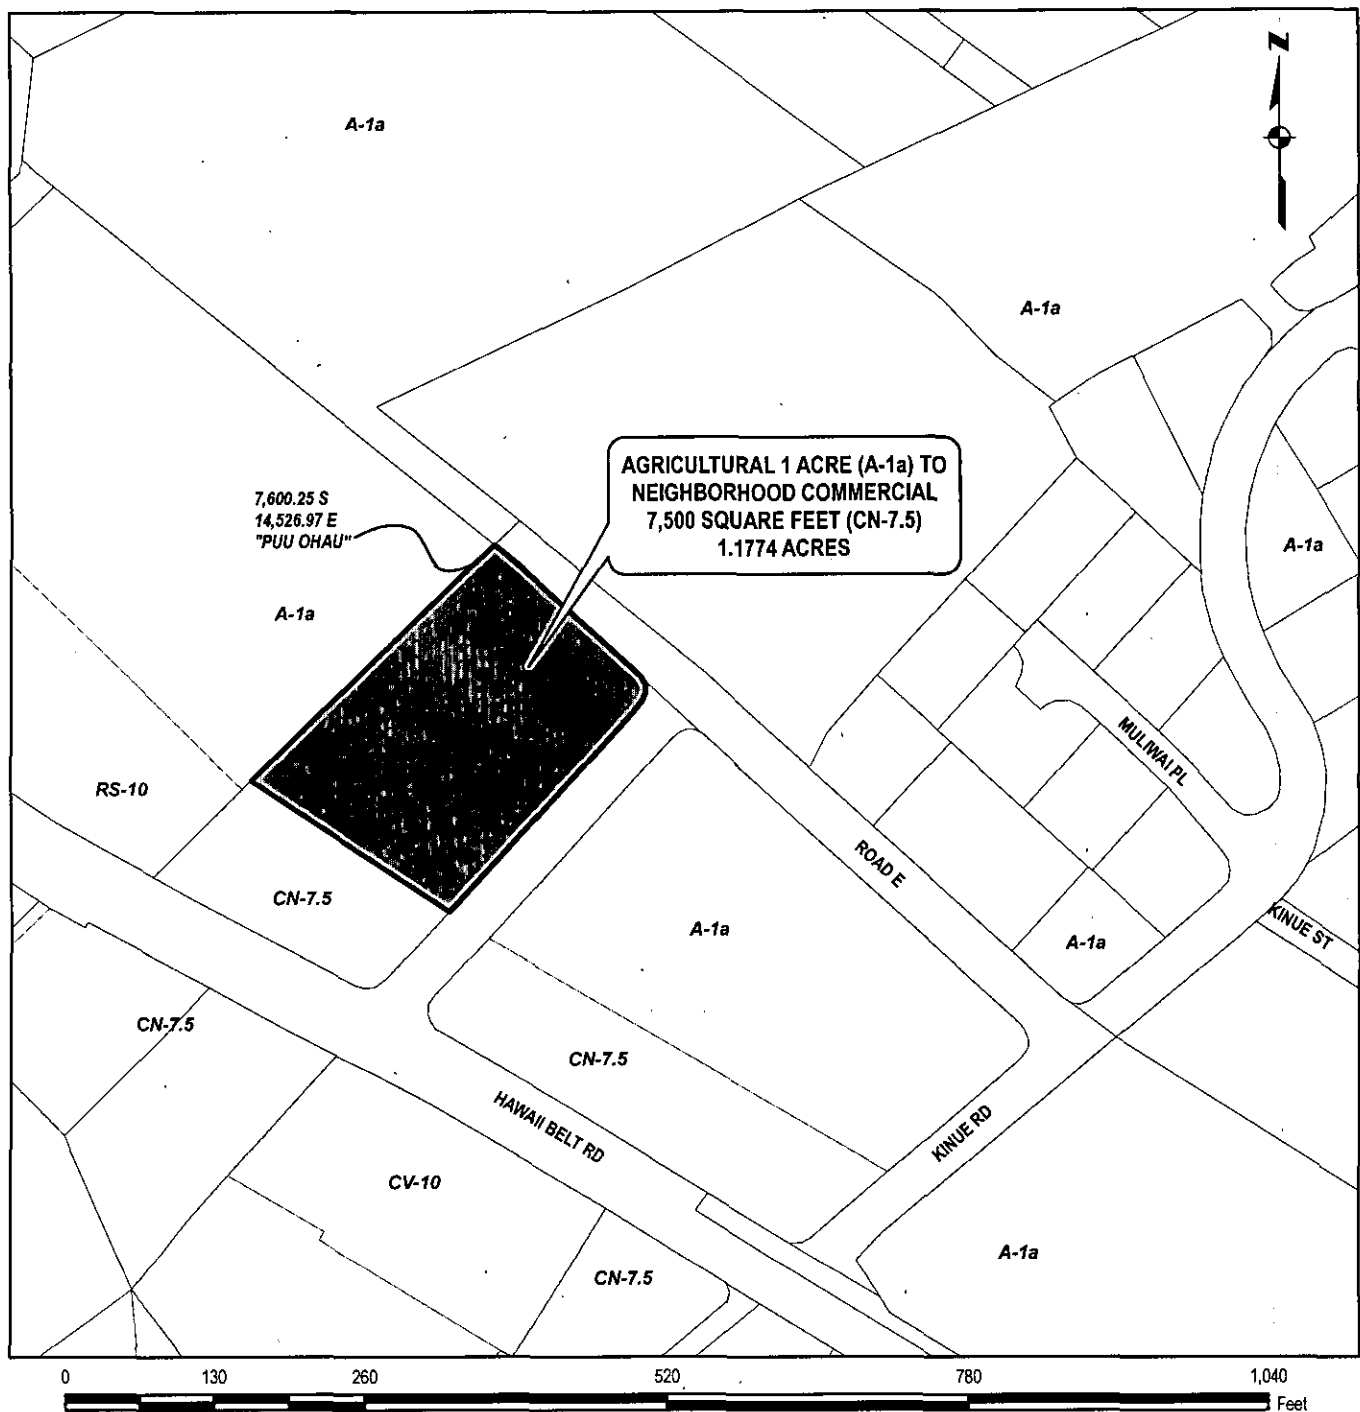 N
A-1a
A-1a
AGRICULTURAL 1 ACRE (A-1a) TO
NEIGHBORHOOD COMMERCIAL
7,500 SQUARE FEET (CN-7.5)
1.1774 ACRES
7,600.25 S
14,526.97 E
"PUU OHAU"
A-1a
A-1a
MULIWAI PL
RS-10
ROAD E
CN-7.5
A-1a
A-1a
KINUE ST
CN-7.5
CN-7.5
HAWAII BELT RD
KINUE RD
CV-10
A-1a
CN-7.5
0 130 260 520 780 1,040
Feet